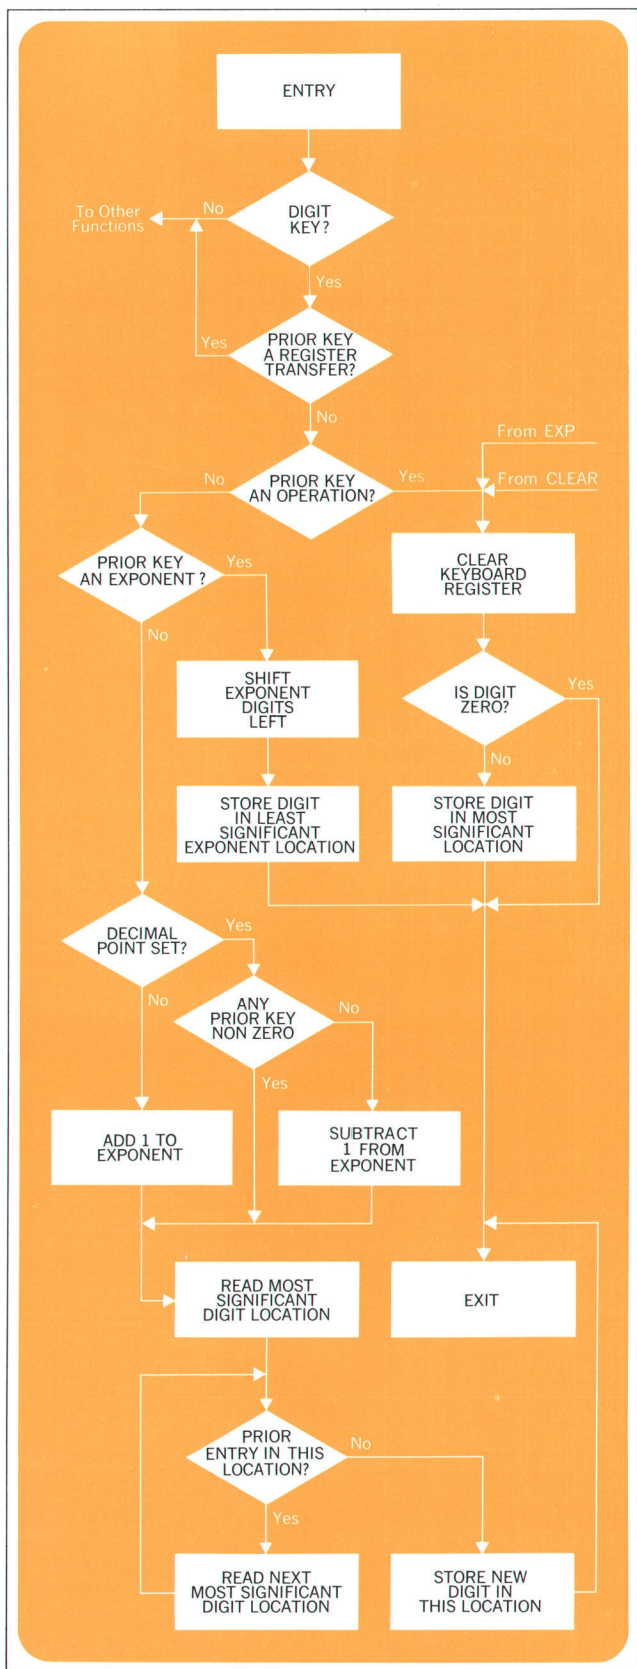 ENTRY
DIGIT
KEY?
No
To Other
Functions
Yes
PRIOR KEY
A REGISTER
TRANSFER?
Yes
No
From EXP
PRIOR KEY
AN OPERATION?
No
Yes
From CLEAR
PRIOR KEY
AN EXPONENT ?
Yes
No
CLEAR
KEYBOARD
REGISTER
SHIFT
EXPONENT
DIGITS
LEFT
IS DIGIT
ZERO?
Yes
No
STORE DIGIT
IN LEAST
SIGNIFICANT
EXPONENT LOCATION
STORE DIGIT
IN MOST
SIGNIFICANT
LOCATION
DECIMAL
POINT SET?
Yes
No
ANY
PRIOR KEY
NON ZERO
No
Yes
ADD 1 TO
EXPONENT
SUBTRACT
1 FROM
EXPONENT
READ MOST
SIGNIFICANT
DIGIT LOCATION
EXIT
PRIOR
ENTRY IN THIS
LOCATION?
No
Yes
READ NEXT
MOST SIGNIFICANT
DIGIT LOCATION
STORE NEW
DIGIT IN
THIS LOCATION